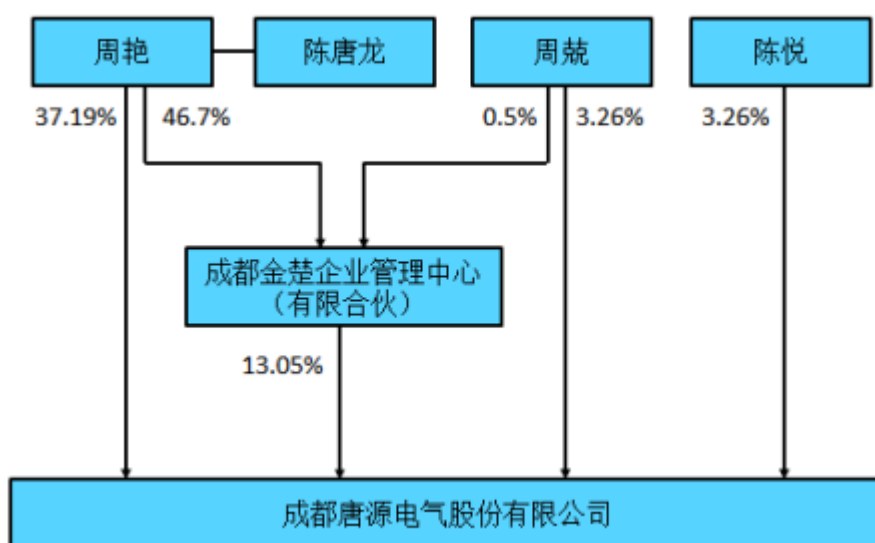 周艳
陈唐龙
周兢
陈悦
37.19%
46.7%
0.5%
3.26%
3.26%
成都金楚企业管理中心
（有限合伙）
13.05%
成都唐源电气股份有限公司